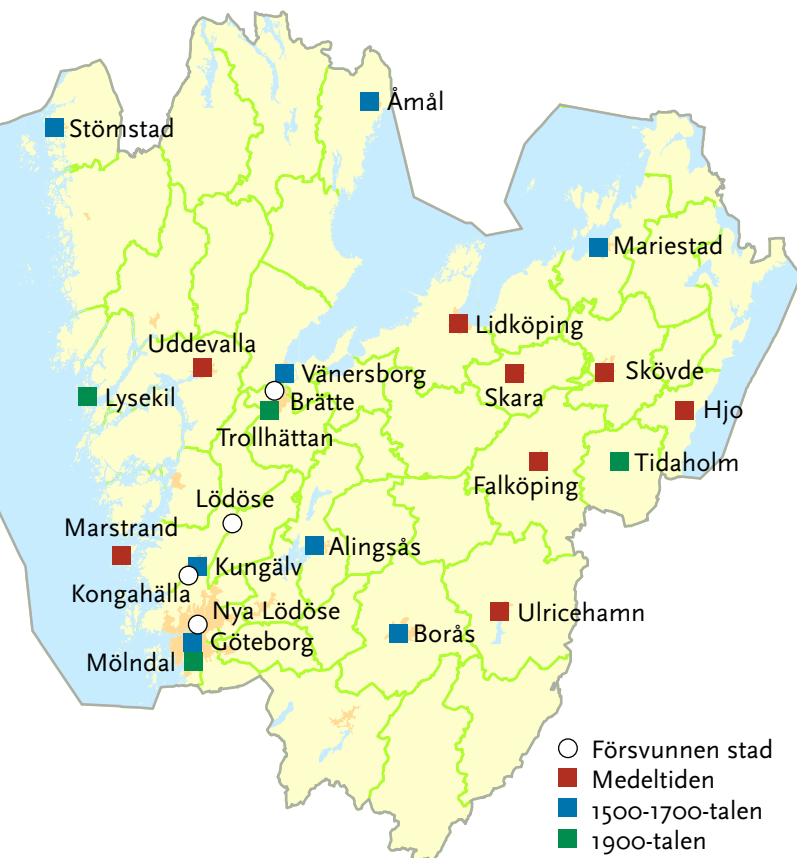 Åmål
Stömstad
Mariestad
Lidköping
Uddevalla
Vänersborg
Skövde
Lysekil
Brätte
Skara
Hjo
Trollhättan
Tidaholm
Falköping
Lödöse
Marstrand
Alingsås
Kungälv
Kongahälla
Nya Lödöse
Ulricehamn
Göteborg
Borås
Mölndal
Försvunnen stad
Medeltiden
1500-1700-talen
1900-talen